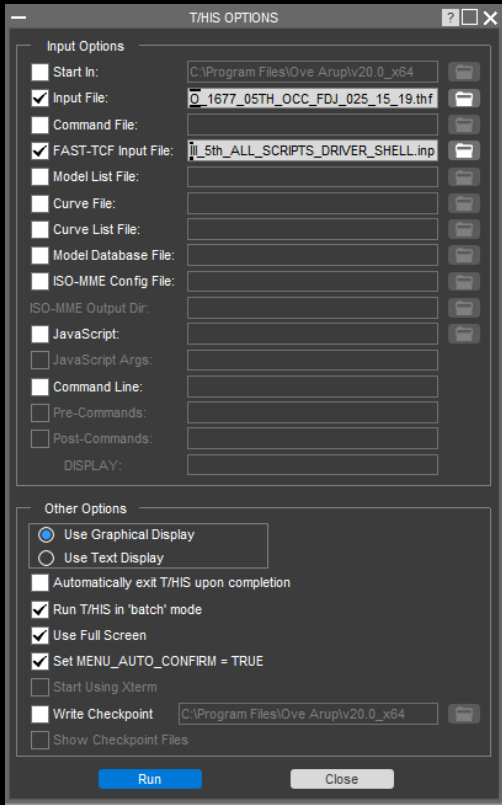 T/HIS OPTIONS ?
Input Options
Start In: C:\Program Files\Ove Arup\v20.0_x64
Input File: O_1677_05TH_OCC_FDJ_025_15_19.thf
Command File:
FAST-TCF Input File: ll_5th_ALL_SCRIPTS_DRIVER_SHELL.inp
Model List File:
Curve File:
Curve List File:
Model Database File:
ISO-MME Config File:
ISO-MME Output Dir:
JavaScript:
JavaScript Args:
Command Line:
Pre-Commands:
Post-Commands:
DISPLAY:
Other Options
Use Graphical Display
Use Text Display
Automatically exit T/HIS upon completion
Run T/HIS in 'batch' mode
Use Full Screen
Set MENU_AUTO_CONFIRM = TRUE
Start Using Xterm
Write Checkpoint C:\Program Files\Ove Arup\v20.0_x64
Show Checkpoint Files
Run Close